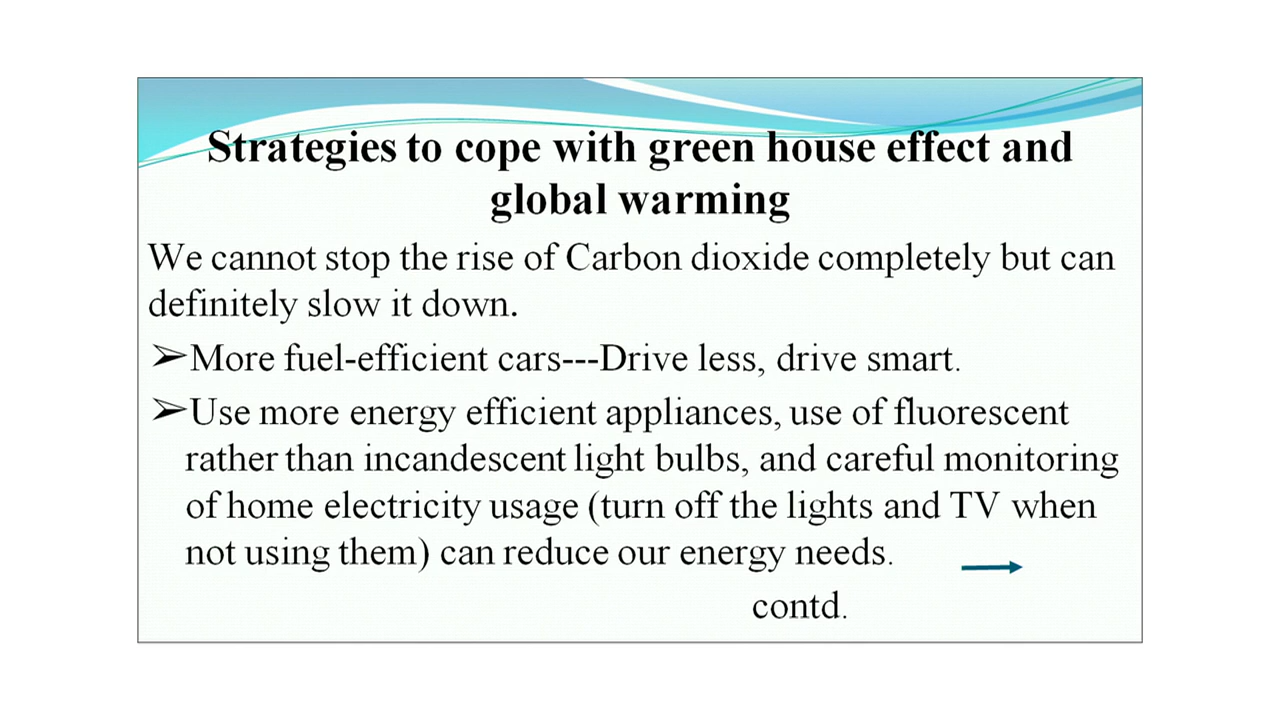 Strategies to cope with green house effect and
global warming
We cannot stop the rise of Carbon dioxide completely but can
definitely slow it down.
➢More fuel-efficient cars---Drive less, drive smart.
➢Use more energy efficient appliances, use of fluorescent
rather than incandescent light bulbs, and careful monitoring
of home electricity usage (turn off the lights and TV when
not using them) can reduce our energy needs.
contd.